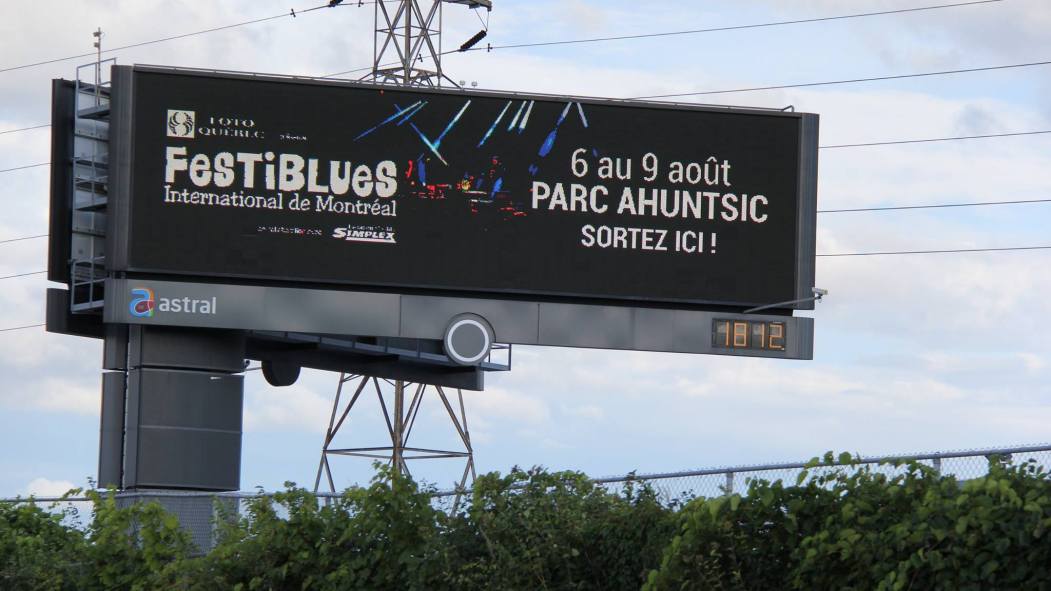 LOTO
QUÉBEC
FESTIBLUES
International de Montréal
SIMPLEX
6 au 9 août
PARC AHUNTSIC
SORTEZ ICI !
astral
18 12